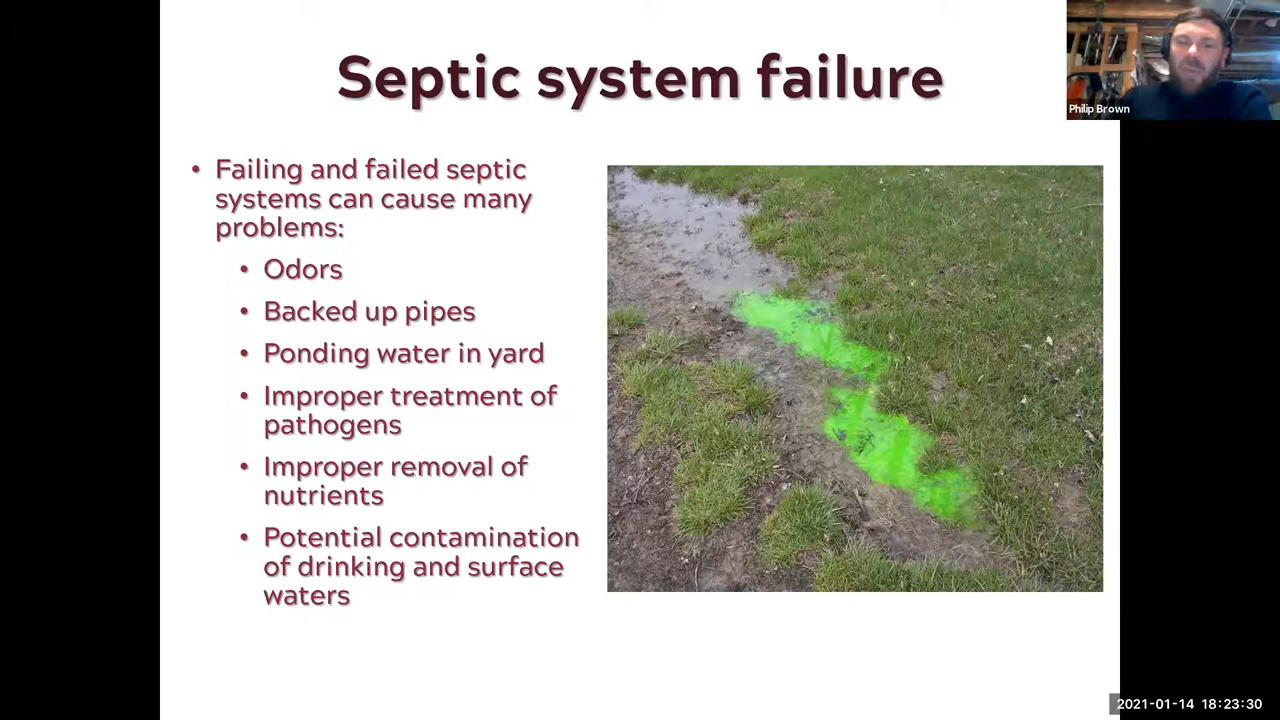 Septic system failure
Philip Brown
• Failing and failed septic
systems can cause many
problems:
• Odors
• Backed up pipes
• Ponding water in yard
• Improper treatment of
pathogens
• Improper removal of
nutrients
• Potential contamination
of drinking and surface
waters
2021-01-14 18:23:30